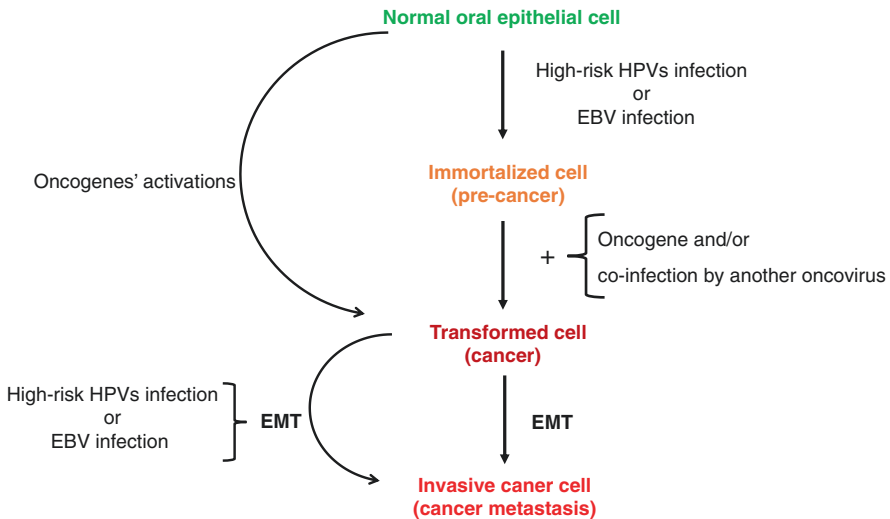 Normal oral epithelial cell
High-risk HPVs infection
or
EBV infection
Oncogenes' activations
Immortalized cell
(pre-cancer)
+
Oncogene and/or
co-infection by another oncovirus
Transformed cell
(cancer)
High-risk HPVs infection
or
EBV infection
EMT
EMT
Invasive caner cell
(cancer metastasis)